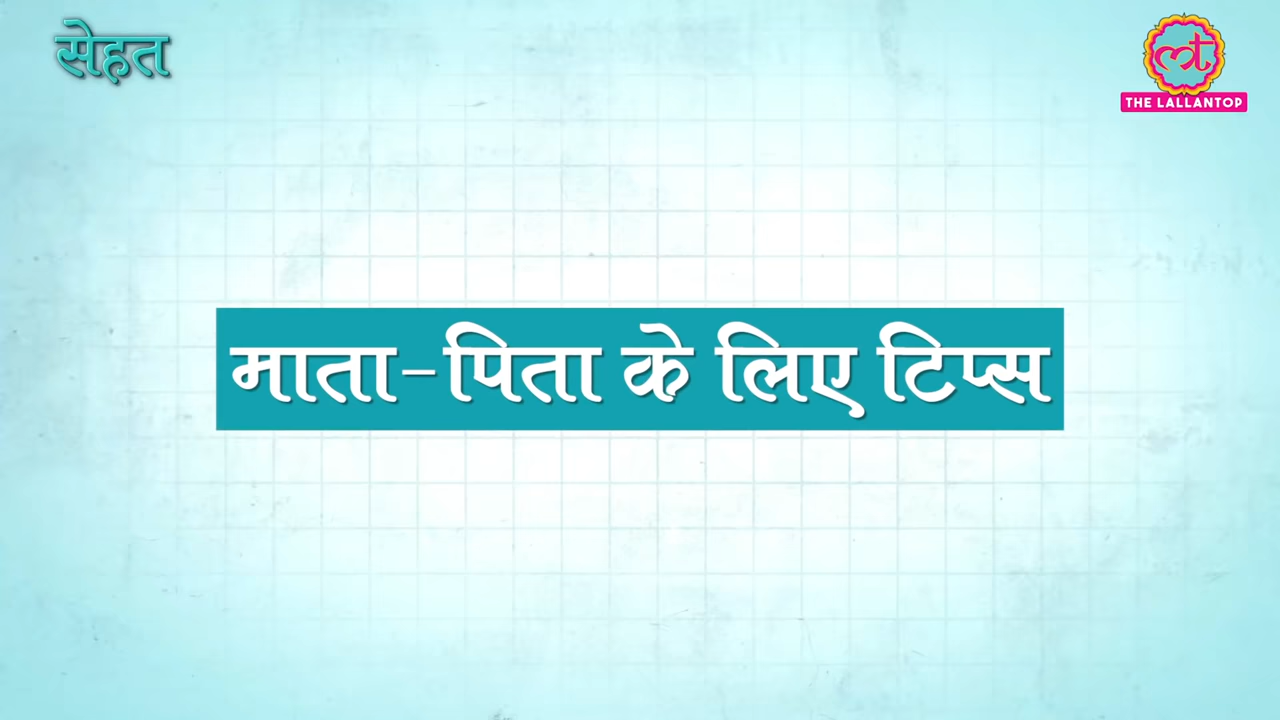 सेहत
THE LALLANTOP
माता-पिता के लिए टिप्स